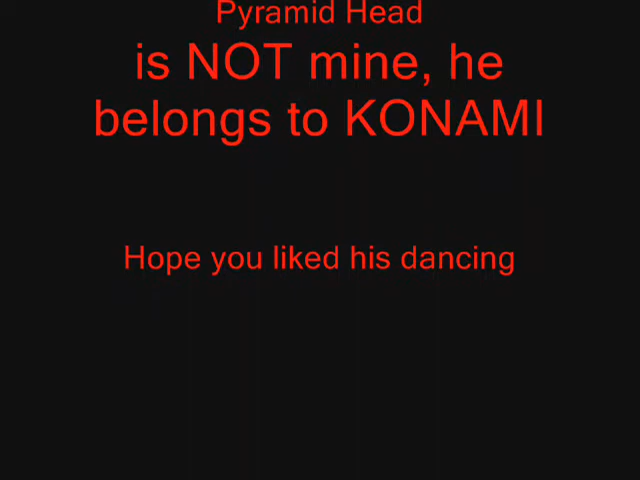 Pyramid Head
is NOT mine, he
belongs to KONAMI
Hope you liked his dancing